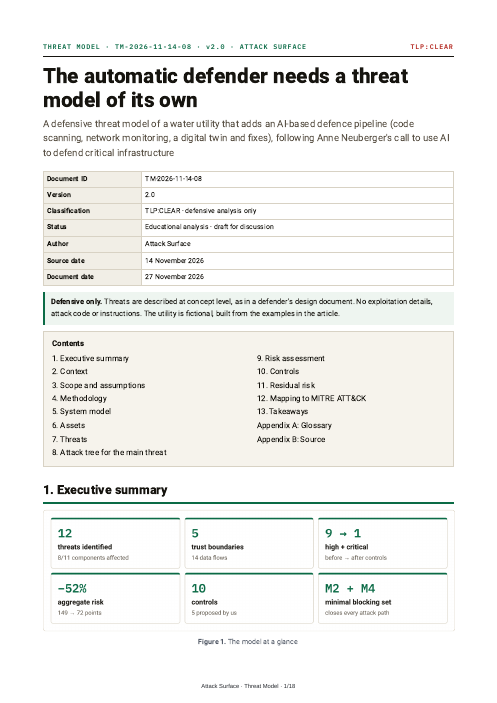 THREAT MODEL · TM-2026-11-14-08 · v2.0 · ATTACK SURFACE
TLP:CLEAR
The automatic defender needs a threat
model of its own
A defensive threat model of a water utility that adds an AI-based defence pipeline (code
scanning, network monitoring, a digital twin and fixes), following Anne Neuberger's call to use AI
to defend critical infrastructure
Document ID TM-2026-11-14-08
Version 2.0
Classification TLP:CLEAR · defensive analysis only
Status Educational analysis · draft for discussion
Author Attack Surface
Source date 14 November 2026
Document date 27 November 2026
Defensive only. Threats are described at concept level, as in a defender's design document. No exploitation details,
attack code or instructions. The utility is fictional, built from the examples in the article.
Contents
1. Executive summary
2. Context
3. Scope and assumptions
4. Methodology
5. System model
6. Assets
7. Threats
8. Attack tree for the main threat
9. Risk assessment
10. Controls
11. Residual risk
12. Mapping to MITRE ATT&CK
13. Takeaways
Appendix A: Glossary
Appendix B: Source
1. Executive summary
12
threats identified
8/11 components affected
5
trust boundaries
14 data flows
9 → 1
high + critical
before → after controls
−52%
aggregate risk
149 → 72 points
10
controls
5 proposed by us
M2 + M4
minimal blocking set
closes every attack path
Figure 1. The model at a glance
Attack Surface · Threat Model · 1/18